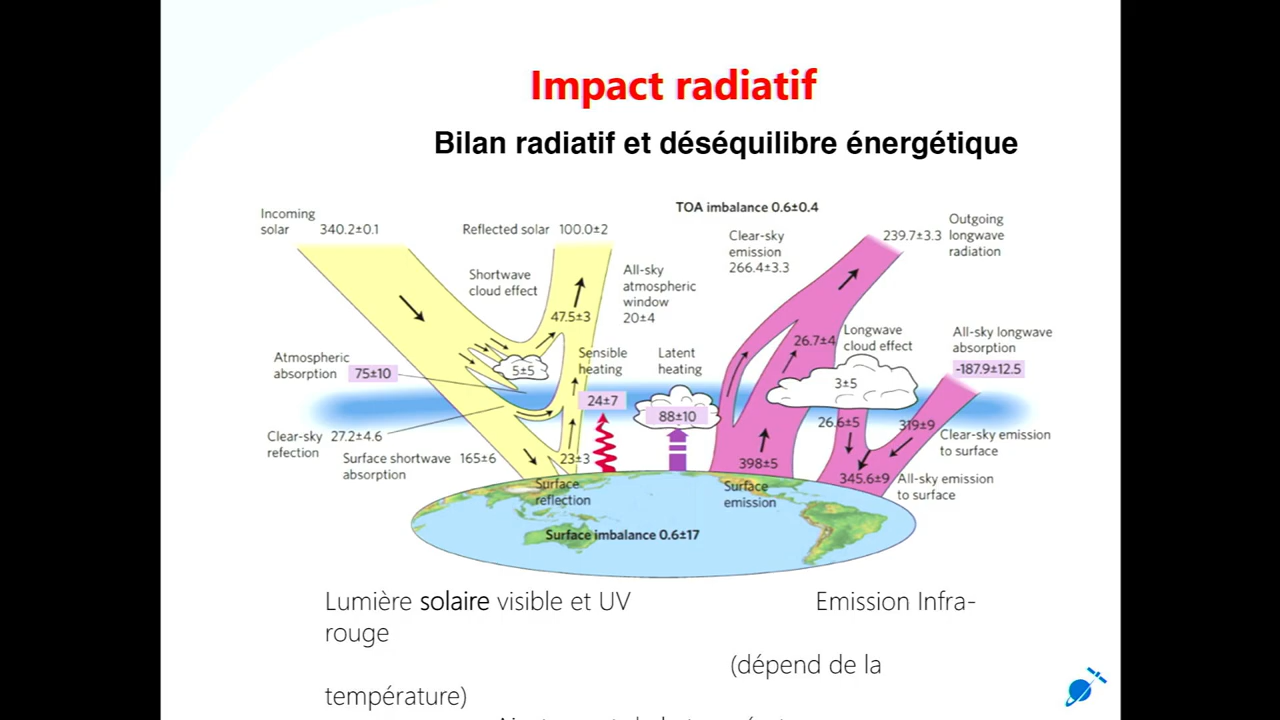 Impact radiatif
Bilan radiatif et déséquilibre énergétique
TOA imbalance 0.6±0.4
Incoming
solar 340.2±0.1
Reflected solar 100.0±2
Outgoing
longwave
radiation
239.7±3.3
Clear-sky
emission
266.4±3.3
Shortwave
cloud effect
All-sky
atmospheric
window
20±4
47.5±3
Longwave
cloud effect
26.7±4
All-sky longwave
absorption
-187.9±12.5
Atmospheric
absorption 75±10
5±5
Sensible
heating
24±7
Latent
heating
88±10
3±5
26.6±5
319±9
Clear-sky
refection
27.2±4.6
Surface shortwave
absorption
165±6
23±3
398±5
345.6±9
Clear-sky emission
to surface
All-sky emission
to surface
Surface
reflection
Surface
emission
Surface imbalance 0.6±17
Lumière solaire visible et UV Emission Infra-
rouge
(dépend de la
température)